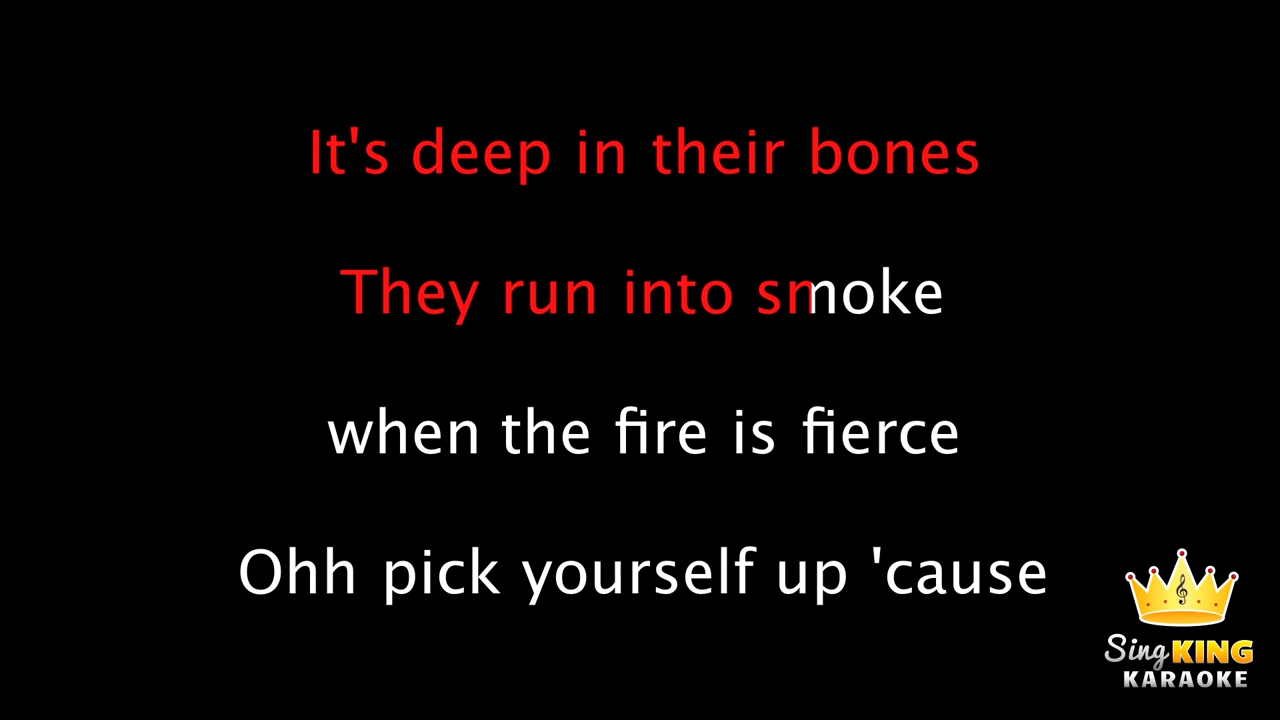 It's deep in their bones
They run into smoke
when the fire is fierce
Ohh pick yourself up 'cause
Sing KING
KARAOKE